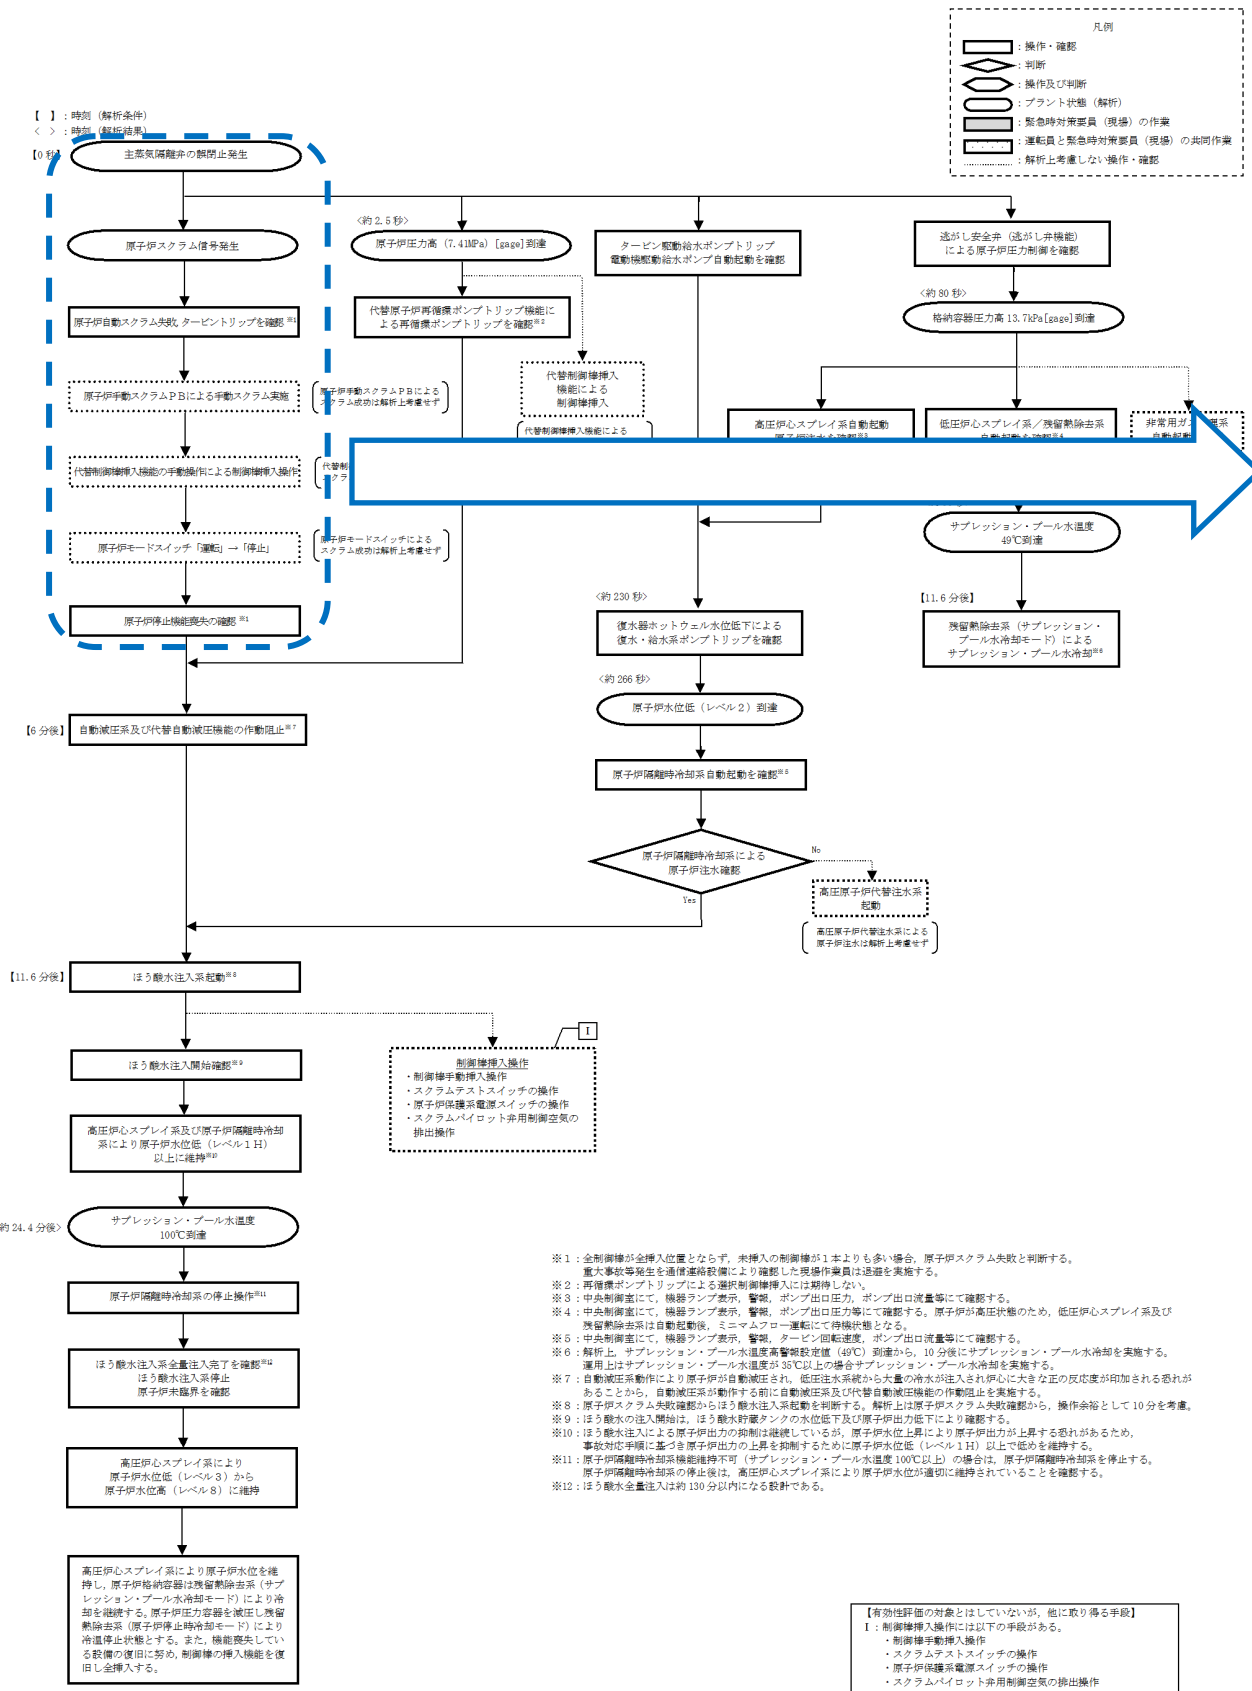 凡例
：操作・確認
：判断
：操作及び判断
：プラント状態（解析）
：緊急時対策要員（現場）の作業
：運転員と緊急時対策要員（現場）の共同作業
：解析上考慮しない操作・確認
【　】：時刻（解析条件）
＜　＞：時刻（解析結果）
【0秒】
主蒸気隔離弁の誤閉止発生
原子炉スクラム信号発生
原子炉自動スクラム失敗,タービントリップを確認※1
原子炉手動スクラムＰＢによる手動スクラム実施
原子炉手動スクラムＰＢによる
スクラム成功は解析上考慮せず
代替制御棒挿入機能の手動操作による制御棒挿入操作
代替制
原子炉モードスイッチ「運転」→「停止」
原子炉モードスイッチによる
スクラム成功は解析上考慮せず
原子炉停止機能喪失の確認 ※1
<約2.5秒>
原子炉圧力高（7.41MPa）[gage]到達
代替原子炉再循環ポンプトリップ機能に
よる再循環ポンプトリップを確認※2
代替制御棒挿入
機能による
制御棒挿入
代替制御棒挿入機能による
タービン駆動給水ポンプトリップ
電動機駆動給水ポンプ自動起動を確認
逃がし安全弁（逃がし弁機能）
による原子炉圧力制御を確認
<約80秒>
格納容器圧力高 13.7kPa[gage]到達
高圧炉心スプレイ系自動起動
原子炉注水を確認※3
低圧炉心スプレイ系／残留熱除去系
自動起動を確認※4
非常用ガス処理系
自動起動
サプレッション・プール水温度
49℃到達
【11.6分後】
残留熱除去系（サプレッション・
プール水冷却モード）による
サプレッション・プール水冷却※6
<約230秒>
復水器ホットウェル水位低下による
復水・給水系ポンプトリップを確認
<約266秒>
原子炉水位低（レベル２）到達
原子炉隔離時冷却系自動起動を確認※5
原子炉隔離時冷却系による
原子炉注水確認
No
Yes
高圧原子炉代替注水系
起動
高圧原子炉代替注水系による
原子炉注水は解析上考慮せず
【6分後】
自動減圧系及び代替自動減圧機能の作動阻止※7
【11.6分後】
ほう酸水注入系起動※8
Ⅰ
制御棒挿入操作
・制御棒手動挿入操作
・スクラムテストスイッチの操作
・原子炉保護系電源スイッチの操作
・スクラムパイロット弁用制御空気の
排出操作
ほう酸水注入開始確認※9
高圧炉心スプレイ系及び原子炉隔離時冷却
系により原子炉水位低（レベル１Ｈ）
以上に維持※10
約24.4分後>
サプレッション・プール水温度
100℃到達
原子炉隔離時冷却系の停止操作※11
ほう酸水注入系全量注入完了を確認※12
ほう酸水注入系停止
原子炉未臨界を確認
高圧炉心スプレイ系により
原子炉水位低（レベル３）から
原子炉水位高（レベル８）に維持
高圧炉心スプレイ系により原子炉水位を維
持し,原子炉格納容器は残留熱除去系（サプ
レッション・プール水冷却モード）により冷
却を継続する。原子炉圧力容器を減圧し残留
熱除去系（原子炉停止時冷却モード）により
冷温停止状態とする。また,機能喪失してい
る設備の復旧に努め,制御棒の挿入機能を復
旧し全挿入する。
※１：全制御棒が全挿入位置とならず，未挿入の制御棒が１本よりも多い場合，原子炉スクラム失敗と判断する。
重大事故等発生を通信連絡設備により確認した現場作業員は退避を実施する。
※２：再循環ポンプトリップによる選択制御棒挿入には期待しない。
※３：中央制御室にて，機器ランプ表示，警報，ポンプ出口圧力，ポンプ出口流量等にて確認する。
※４：中央制御室にて，機器ランプ表示，警報，ポンプ出口圧力等にて確認する。原子炉が高圧状態のため，低圧炉心スプレイ系及び
残留熱除去系は自動起動後，ミニマムフロー運転にて待機状態となる。
※５：中央制御室にて，機器ランプ表示，警報，タービン回転速度，ポンプ出口流量等にて確認する。
※６：解析上，サプレッション・プール水温度高警報設定値（49℃）到達から，10分後にサプレッション・プール水冷却を実施する。
運用上はサプレッション・プール水温度が35℃以上の場合サプレッション・プール水冷却を実施する。
※７：自動減圧系動作により原子炉が自動減圧され，低圧注水系統から大量の冷水が注入され炉心に大きな正の反応度が印加される恐れが
あることから，自動減圧系が動作する前に自動減圧系及び代替自動減圧機能の作動阻止を実施する。
※８：原子炉スクラム失敗確認からほう酸水注入系起動を判断する。解析上は原子炉スクラム失敗確認から，操作余裕として10分を考慮。
※９：ほう酸水の注入開始は，ほう酸水貯蔵タンクの水位低下及び原子炉出力低下により確認する。
※10：ほう酸水注入による原子炉出力の抑制は継続しているが，原子炉水位上昇により原子炉出力が上昇する恐れがあるため，
事故対応手順に基づき原子炉出力の上昇を抑制するために原子炉水位低（レベル１Ｈ）以上で低めを維持する。
※11：原子炉隔離時冷却系機能維持不可（サプレッション・プール水温度100℃以上）の場合は，原子炉隔離時冷却系を停止する。
原子炉隔離時冷却系の停止後は，高圧炉心スプレイ系により原子炉水位が適切に維持されていることを確認する。
※12：ほう酸水全量注入は約130分以内になる設計である。
【有効性評価の対象とはしていないが，他に取り得る手段】
Ⅰ：制御棒挿入操作には以下の手段がある。
・制御棒手動挿入操作
・スクラムテストスイッチの操作
・原子炉保護系電源スイッチの操作
・スクラムパイロット弁用制御空気の排出操作